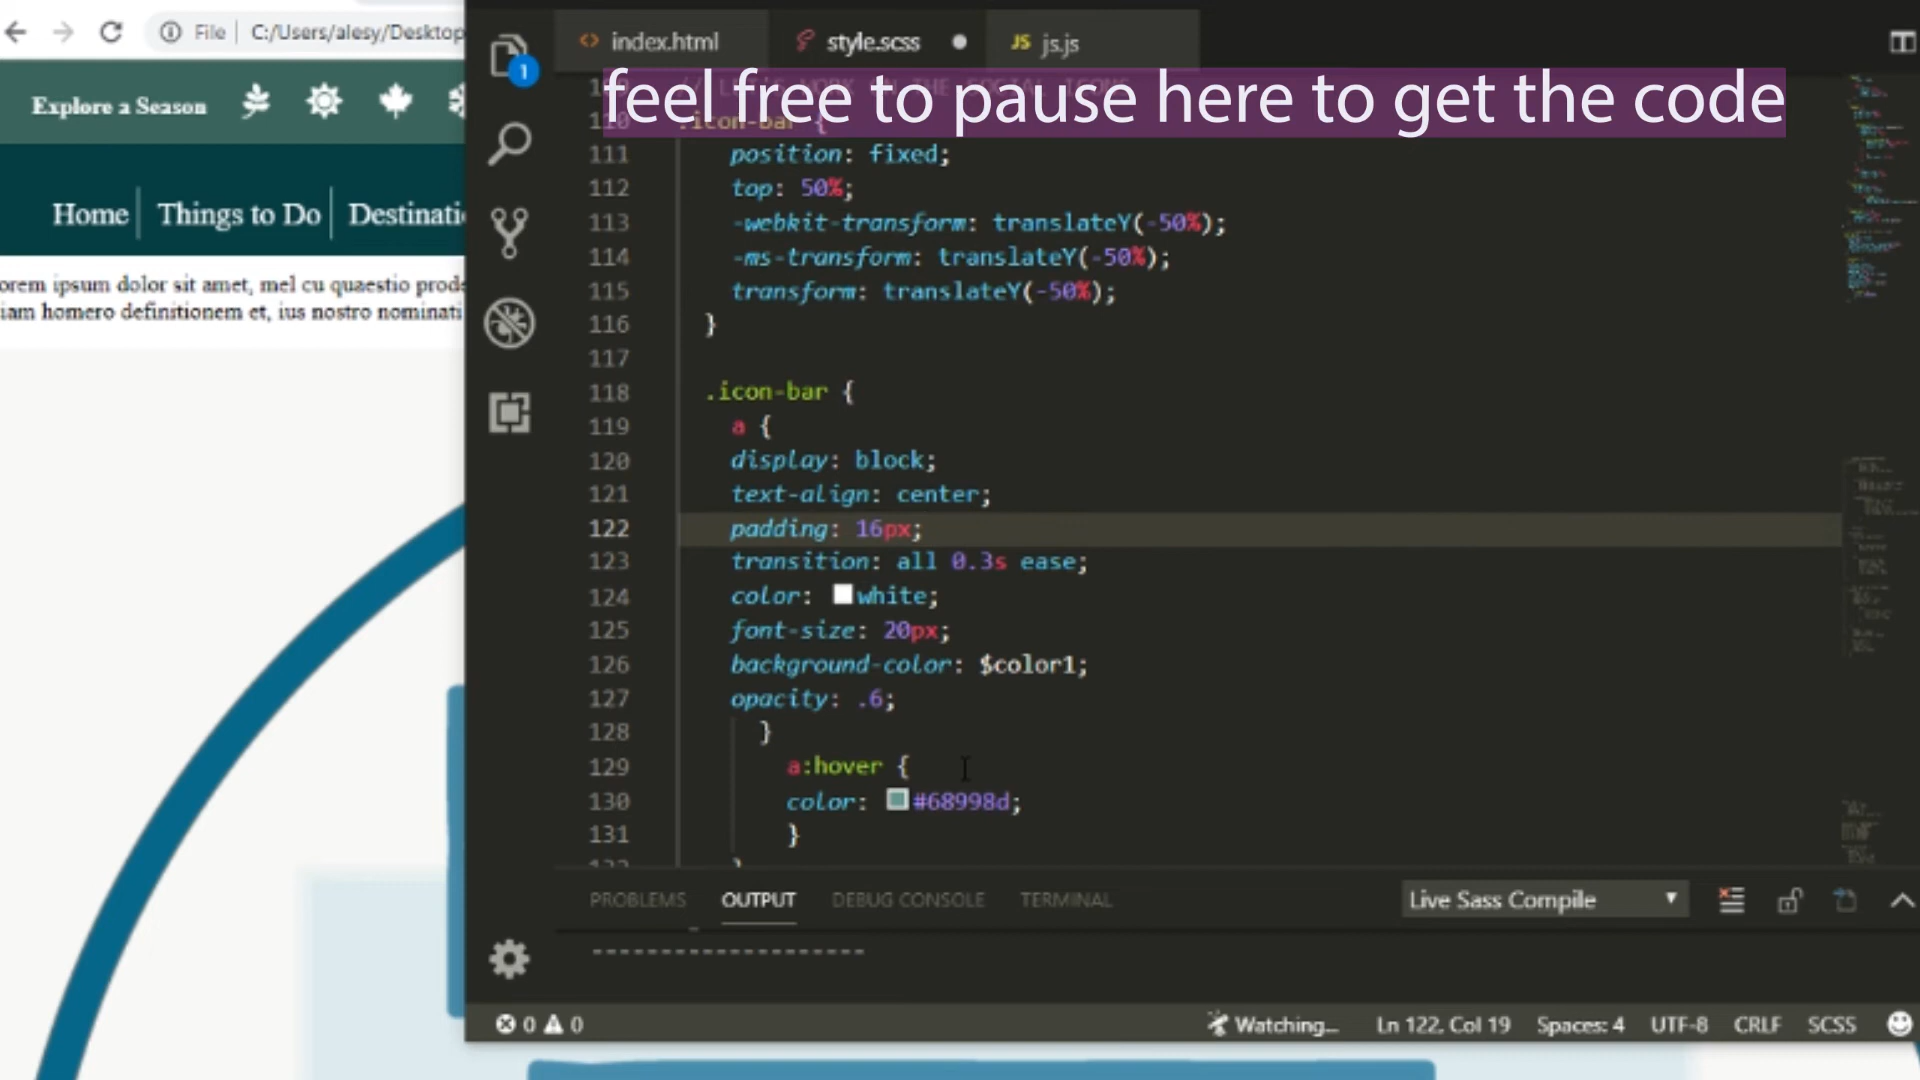 File
C:/Users/alesy/Desktop
Explore a Season
Home
Things to Do
Destinati
orem ipsum dolor sit amet, mel cu quaestio prode
iam homero definitionem et, ius nostro nominati
1
index.html
style.scss
JS js.js
feel free to pause here to get the code
110 .icon-bar {
111 position: fixed;
112 top: 50%;
113 -webkit-transform: translateY(-50%);
114 -ms-transform: translateY(-50%);
115 transform: translateY(-50%);
116 }
117
118 .icon-bar {
119 a {
120 display: block;
121 text-align: center;
122 padding: 16px;
123 transition: all 0.3s ease;
124 color: white;
125 font-size: 20px;
126 background-color: $color1;
127 opacity: .6;
128 }
129 a:hover {
130 color: #68998d;
131 }
PROBLEMS
OUTPUT
DEBUG CONSOLE
TERMINAL
Live Sass Compile
--------------------
0 0
Watching...
Ln 122, Col 19
Spaces: 4
UTF-8
CRLF
SCSS